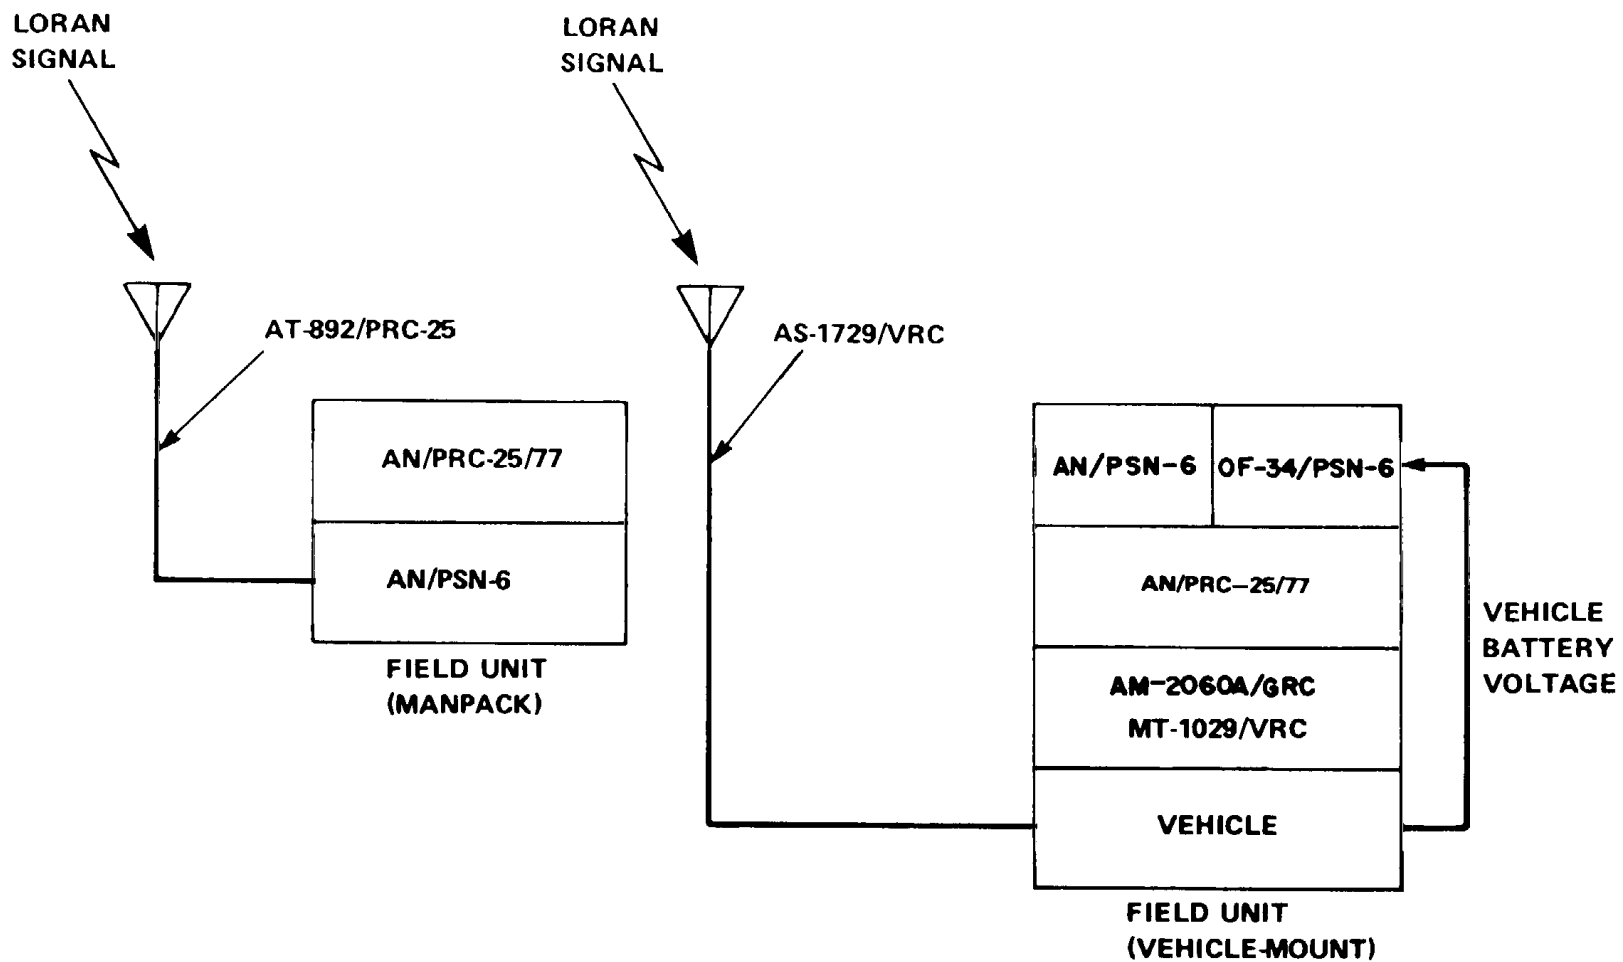 LORAN
SIGNAL
LORAN
SIGNAL
AT-892/PRC-25
AS-1729/VRC
AN/PRC-25/77
AN/PSN-6
FIELD UNIT
(MANPACK)
AN/PSN-6
OF-34/PSN-6
AN/PRC-25/77
AM-2060A/GRC
MT-1029/VRC
VEHICLE
VEHICLE
BATTERY
VOLTAGE
FIELD UNIT
(VEHICLE-MOUNT)